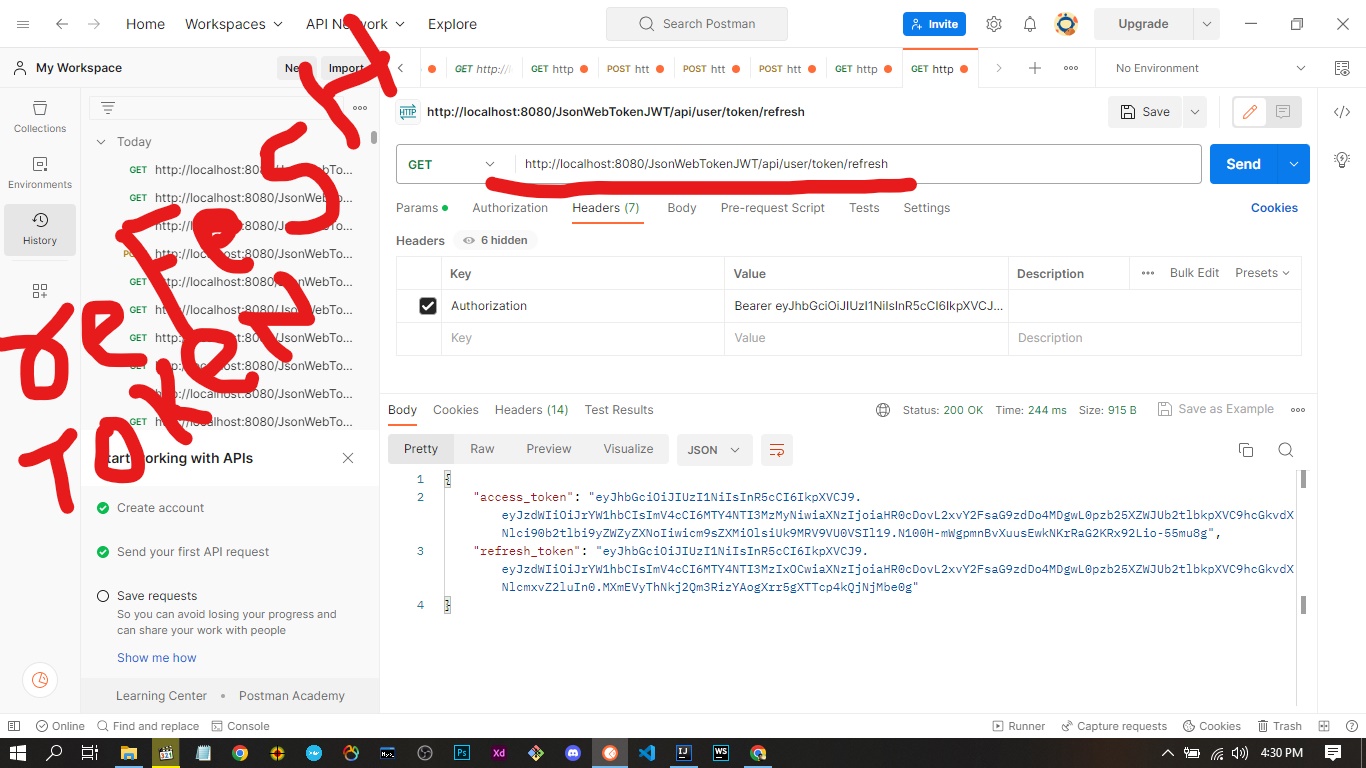 Home Workspaces API Network Explore Search Postman Invite Upgrade
My Workspace New Import GET http:// GET http POST htt POST htt POST htt GET http GET http No Environment
HTTP http://localhost:8080/JsonWebTokenJWT/api/user/token/refresh Save
Collections
Environments
History
Today
GET http://localhost:8080/JsonWebTo...
GET http://localhost:8080/JsonWebTo...
http://localhost:8080/JsonWebTo...
http://localhost:8080/JsonWebTo...
GET http://localhost:8080/JsonWebTo...
GET http://localhost:8080/JsonWebTo...
GET http://localhost:8080/JsonWebTo...
http://localhost:8080/JsonWebTo...
http://localhost:8080/JsonWebTo...
GET http://localhost:8080/JsonWebTo...
reFeSH
TOKeN
Start working with APIs
Create account
Send your first API request
Save requests
So you can avoid losing your progress and
can share your work with people
Show me how
Learning Center • Postman Academy
GET http://localhost:8080/JsonWebTokenJWT/api/user/token/refresh Send
Params Authorization Headers (7) Body Pre-request Script Tests Settings Cookies
Headers 6 hidden
Key Value Description Bulk Edit Presets
Authorization Bearer eyJhbGciOiJIUzI1NiIsInR5cCI6IkpXVCJ...
Key Value Description
Body Cookies Headers (14) Test Results Status: 200 OK Time: 244 ms Size: 915 B Save as Example
Pretty Raw Preview Visualize JSON
1 {
2 "access_token": "eyJhbGciOiJIUzI1NiIsInR5cCI6IkpXVCJ9.
eyJzdWIiOiJrYW1hbCIsImV4cCI6MTY4NTI3MzMyNiwiaXNzIjoiaHR0cDovL2xvY2FsaG9zdDo4MDgwL0pzb25XZWJUb2tlbkpXVC9hcGkvdX
Nlci90b2tlbi9yZWZyZXNoIiwicm9sZXMiOlsiUk9MRV9VU0VSIl19.N100H-mWgpmnBvXuusEwkNKrRaG2KRx92Lio-55mu8g",
3 "refresh_token": "eyJhbGciOiJIUzI1NiIsInR5cCI6IkpXVCJ9.
eyJzdWIiOiJrYW1hbCIsImV4cCI6MTY4NTI3MzIxOCwiaXNzIjoiaHR0cDovL2xvY2FsaG9zdDo4MDgwL0pzb25XZWJUb2tlbkpXVC9hcGkvdX
NlcmxvZ2luIn0.MXmEVyThNkj2Qm3RizYAogXrr5gXTTcp4kQjNjMbe0g"
4 }
Online Find and replace Console Runner Capture requests Cookies Trash
4:30 PM